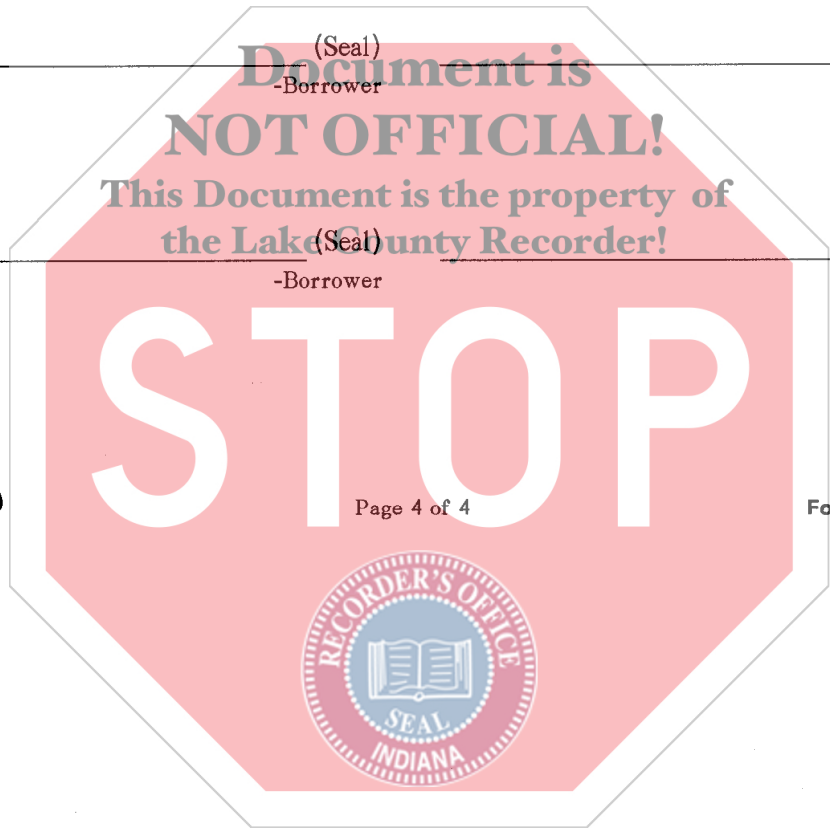 (Seal)
Document is
-Borrower
NOT OFFICIAL!
This Document is the property of
the Lake County Recorder!
(Seal)
-Borrower
STOP
Page 4 of 4
Fo
RECORDER'S OFFICE
SEAL
INDIANA